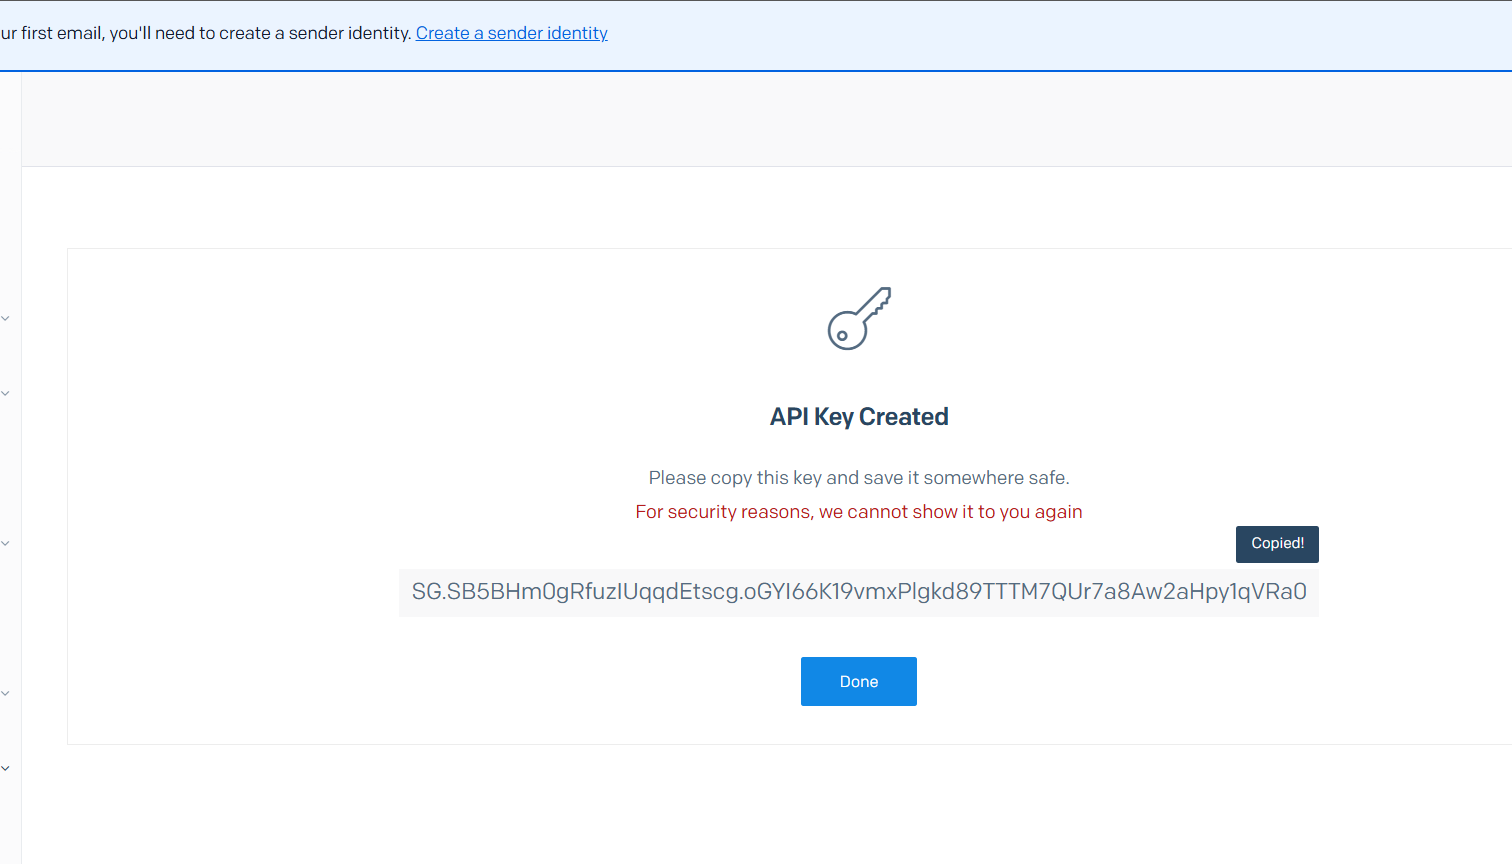 ur first email, you'll need to create a sender identity. Create a sender identity
API Key Created
Please copy this key and save it somewhere safe.
For security reasons, we cannot show it to you again
Copied!
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
Done